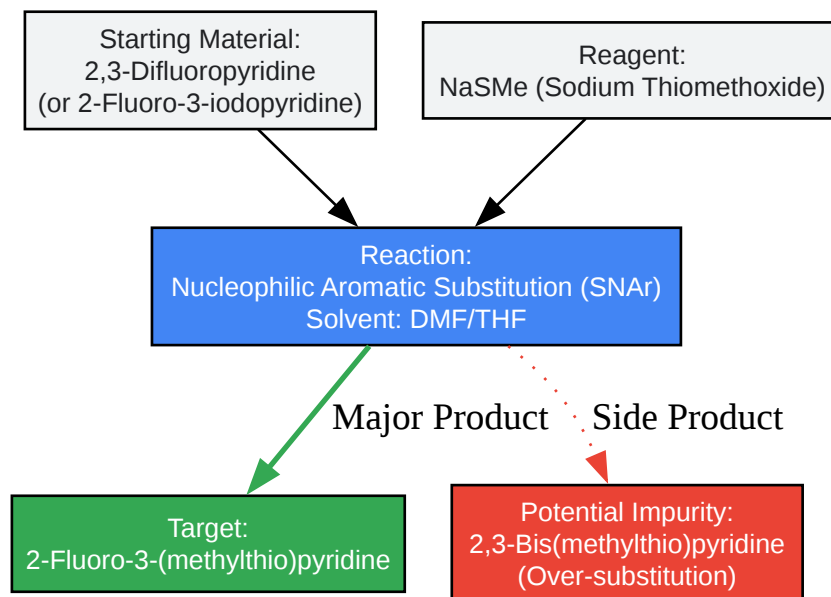 Starting Material:
2,3-Difluoropyridine
(or 2-Fluoro-3-iodopyridine)
Reagent:
NaSMe (Sodium Thiomethoxide)
Reaction:
Nucleophilic Aromatic Substitution (SNAr)
Solvent: DMF/THF
Major Product
Side Product
Target:
2-Fluoro-3-(methylthio)pyridine
Potential Impurity:
2,3-Bis(methylthio)pyridine
(Over-substitution)